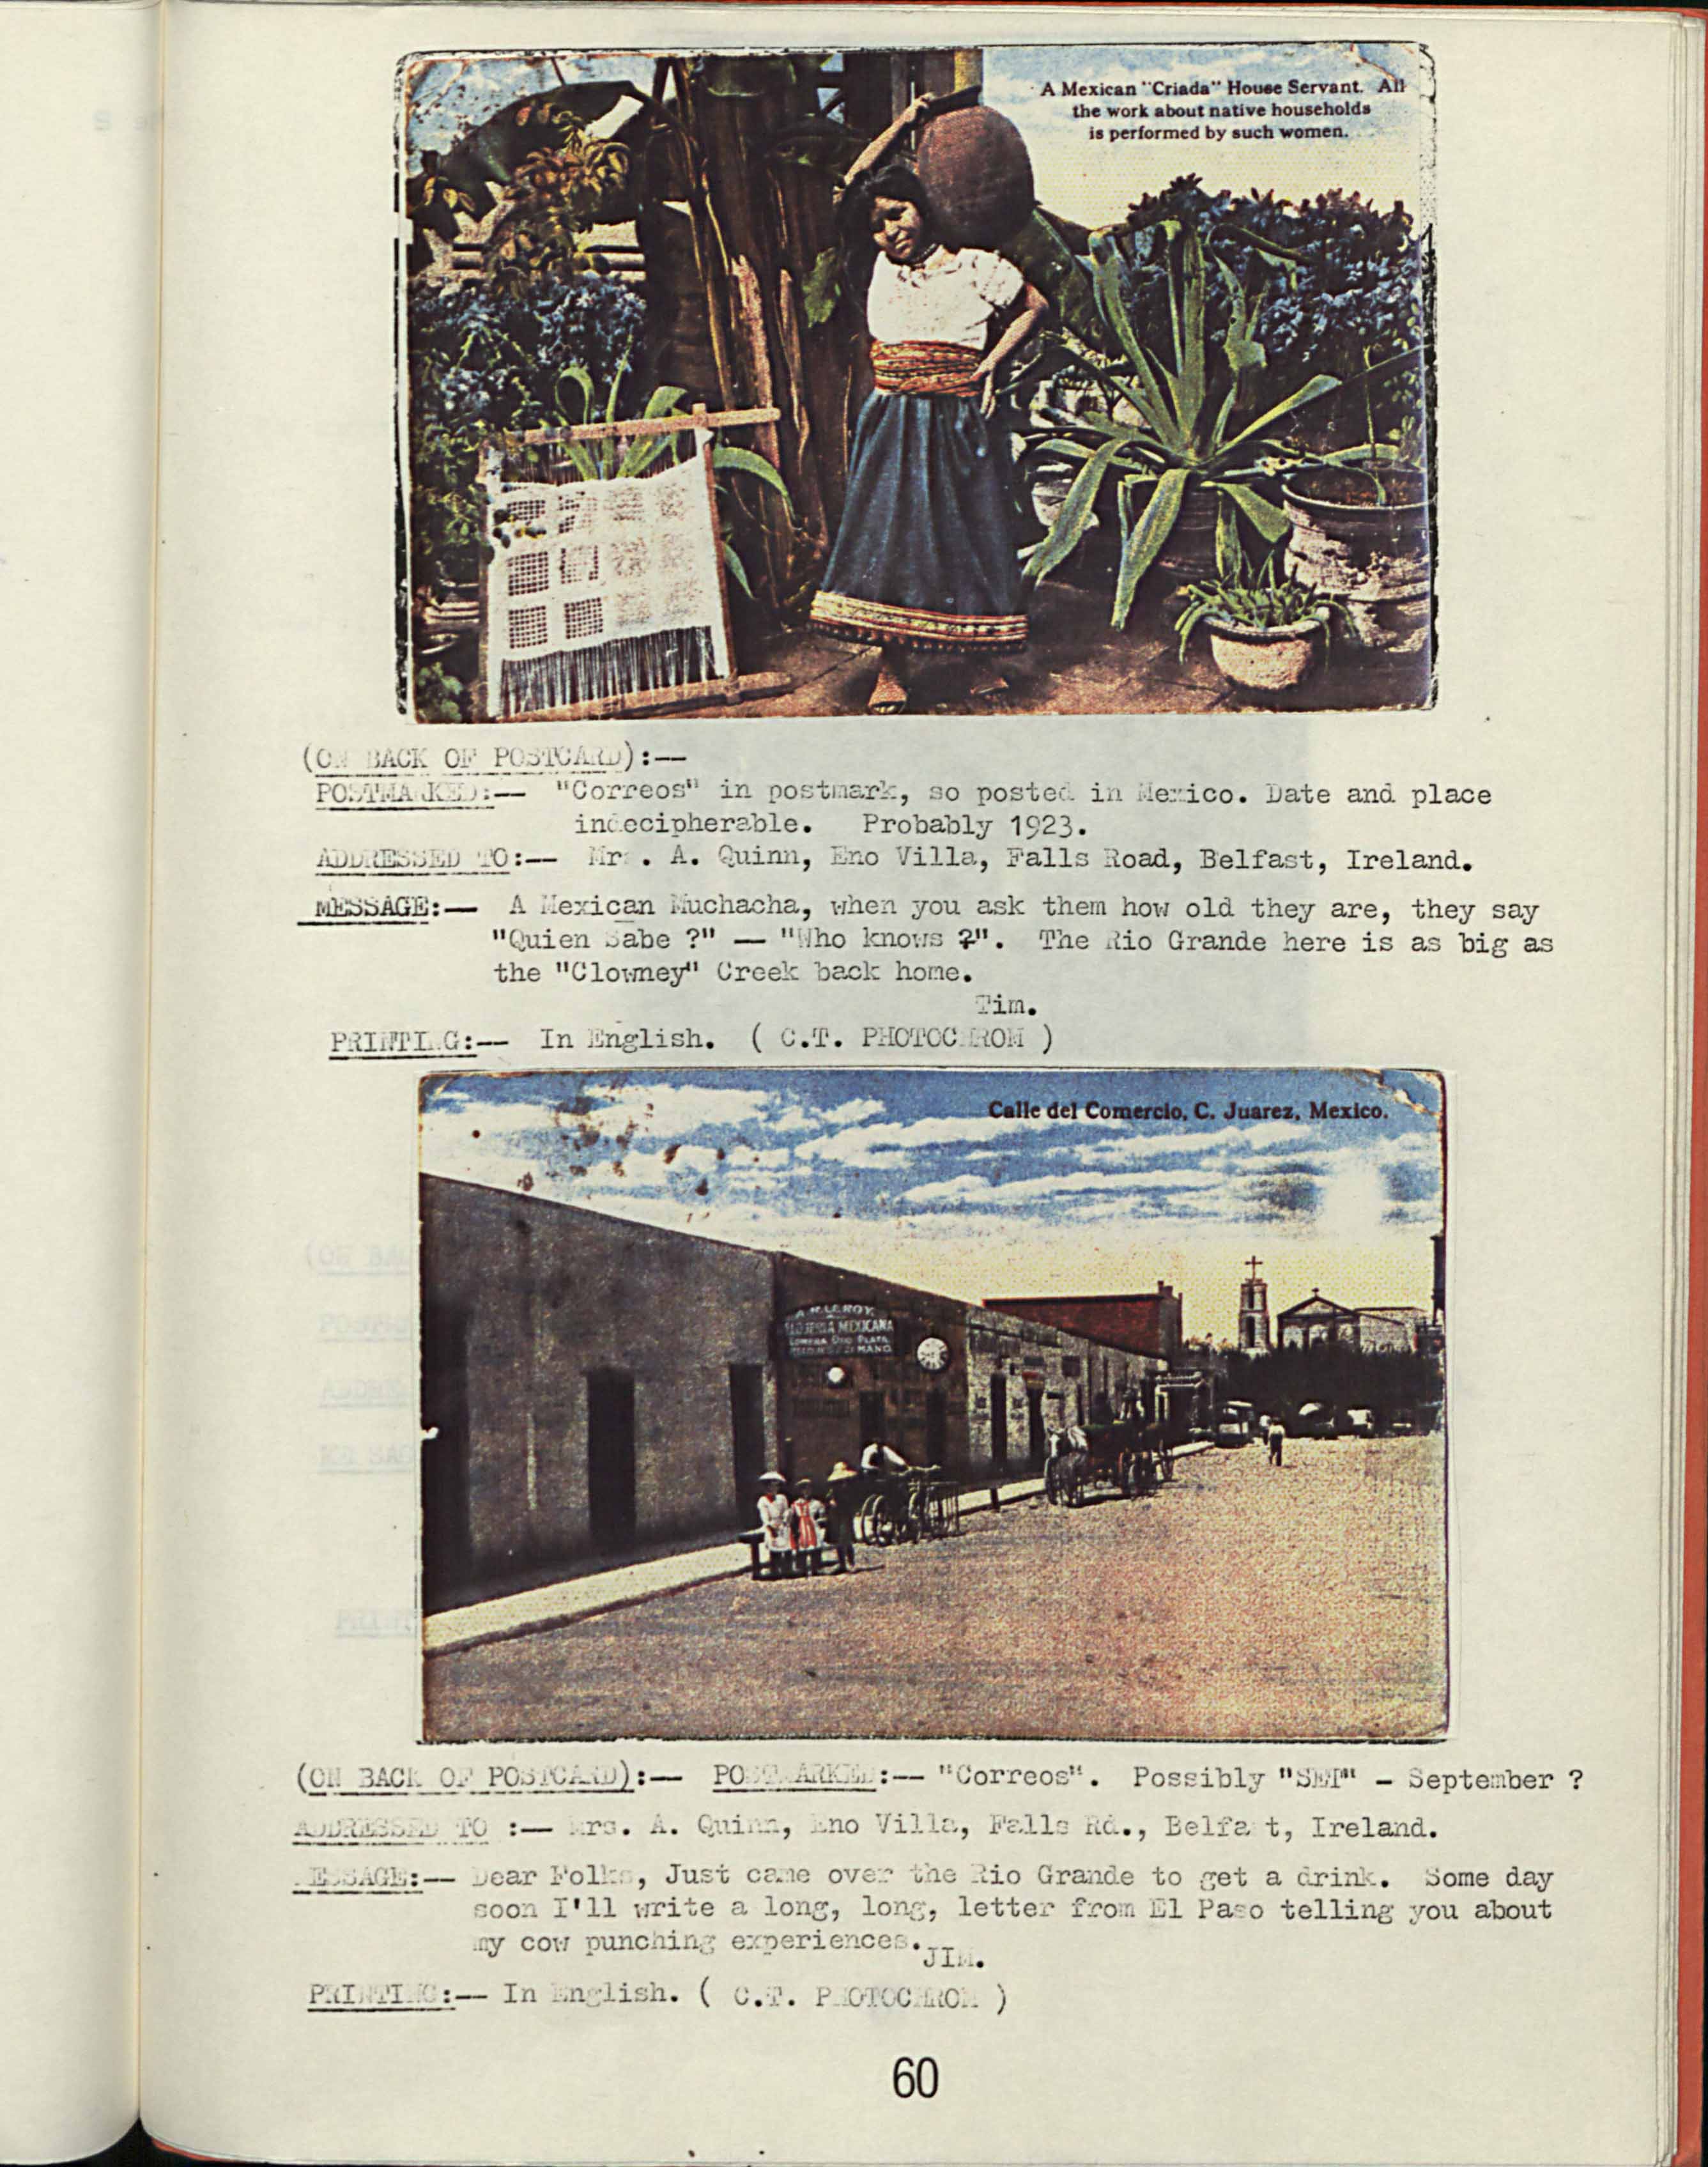 A Mexican "Criada" House Servant. All
the work about native households
is performed by such women.
(ON BACK OF POSTCARD):—
POSTMARKED:— "Correos" in postmark, so posted in Mexico. Date and place
indecipherable. Probably 1923.
ADDRESSED TO:— Mrs. A. Quinn, Eno Villa, Falls Road, Belfast, Ireland.
MESSAGE:— A Mexican Muchacha, when you ask them how old they are, they say
"Quien Sabe ?" — "Who knows ?". The Rio Grande here is as big as
the "Clowney" Creek back home.
Tim.
PRINTING:— In English. ( C.T. PHOTOCHROM )
Calle del Comercio, C. Juarez, Mexico.
LEROY.
MEXICANA
COMPRA ORO PLATA
MANO
(ON BACK OF POSTCARD):— POSTMARKED:— "Correos". Possibly "SET" - September ?
ADDRESSED TO :— Mrs. A. Quinn, Eno Villa, Falls Rd., Belfast, Ireland.
MESSAGE:— Dear Folks, Just came over the Rio Grande to get a drink. Some day
soon I'll write a long, long, letter from El Paso telling you about
my cow punching experiences.
JIM.
PRINTING:— In English. ( C.T. PHOTOCHROM )
60